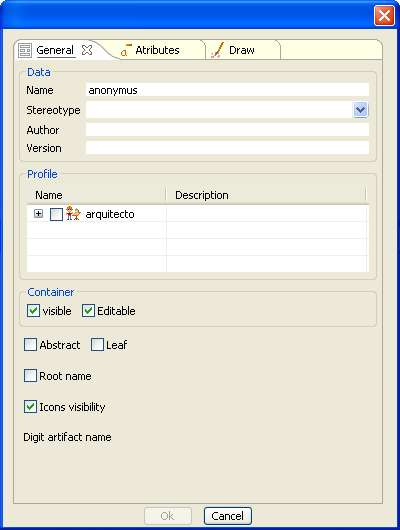 General Atributes Draw
Data
Name anonymus
Stereotype
Author
Version
Profile
Name Description
arquitecto
Container
visible Editable
Abstract Leaf
Root name
Icons visibility
Digit artifact name
Ok Cancel